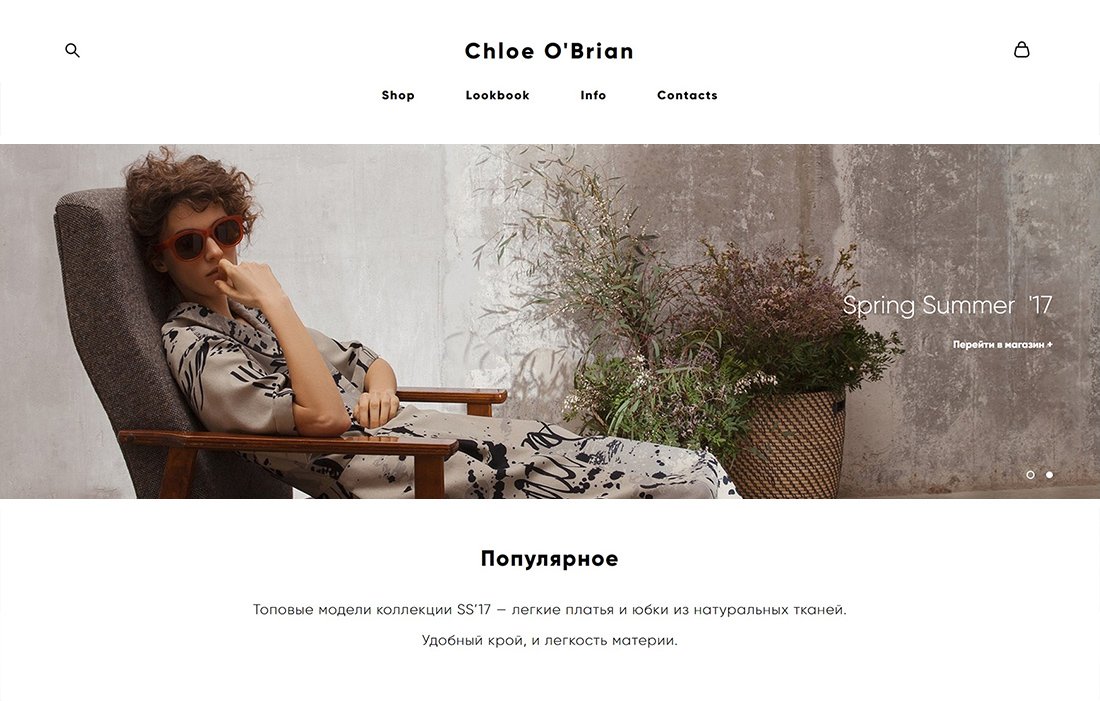 Chloe O'Brian
Shop Lookbook Info Contacts
Spring Summer '17
Перейти в магазин +
Популярное
Топовые модели коллекции SS’17 — легкие платья и юбки из натуральных тканей.
Удобный крой, и легкость материи.